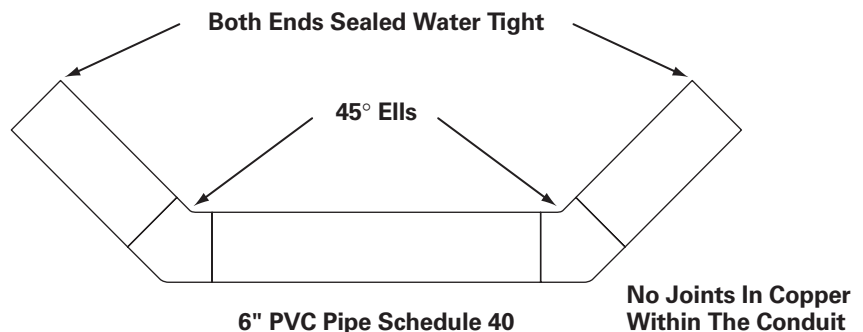 Both Ends Sealed Water Tight
45° Ells
6" PVC Pipe Schedule 40
No Joints In Copper
Within The Conduit